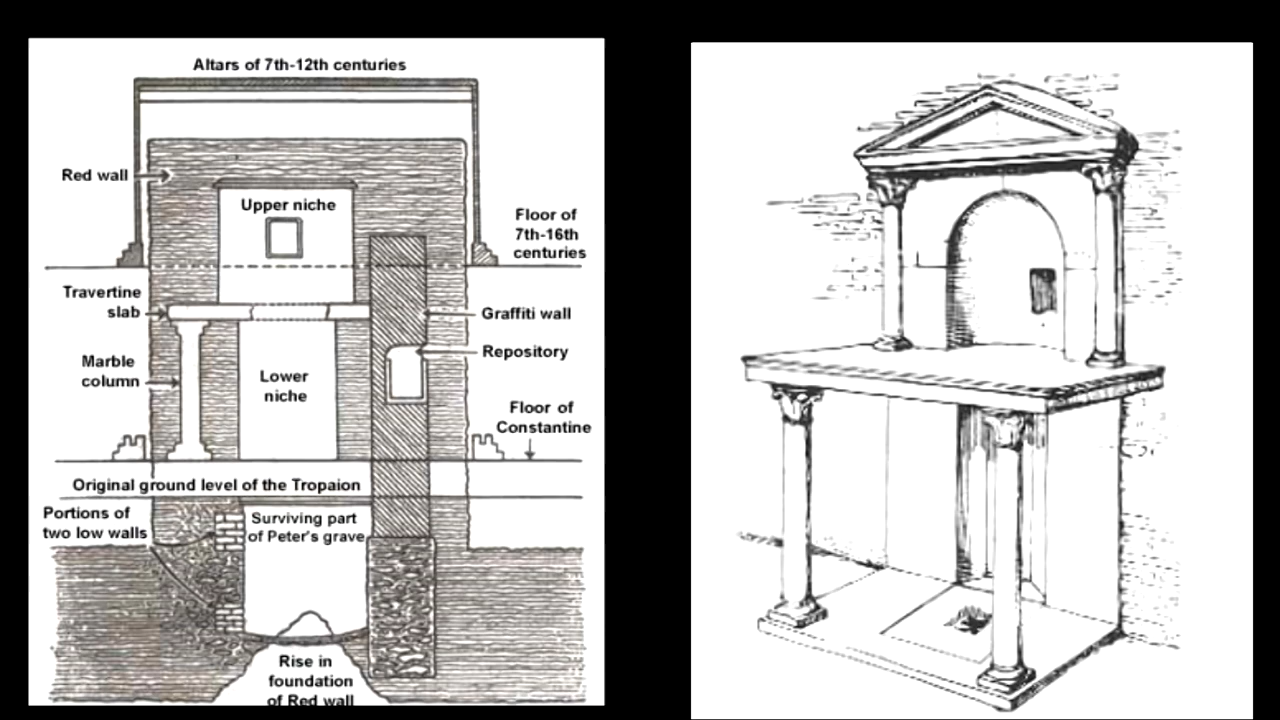 Altars of 7th-12th centuries
Red wall
Upper niche
Floor of
7th-16th
centuries
Travertine
slab
Graffiti wall
Repository
Marble
column
Lower
niche
Floor of
Constantine
Original ground level of the Tropaion
Portions of
two low walls
Surviving part
of Peter's grave
Rise in
foundation
of Red wall